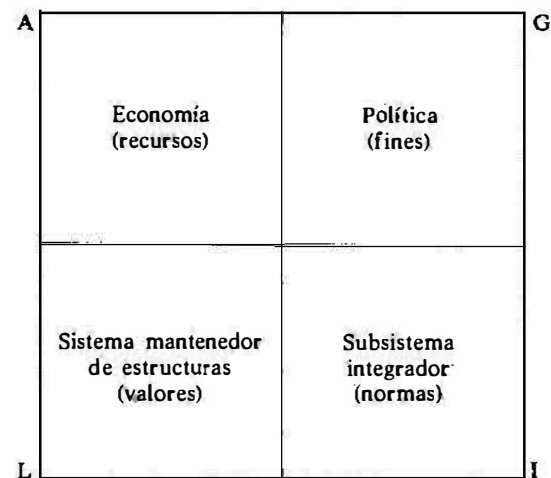 A
G
Economía
(recursos)
Política
(fines)
Sistema mantenedor
de estructuras
(valores)
Subsistema
integrador
(normas)
L
I